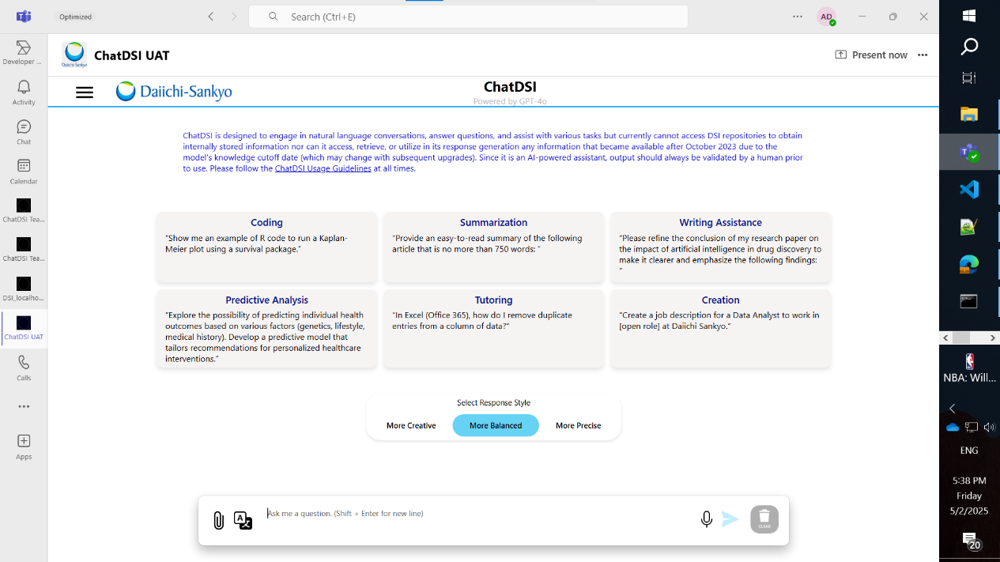 Optimized
Search (Ctrl+E)
AD
ChatDSI UAT
Present now
Daiichi-Sankyo
Daiichi-Sankyo
ChatDSI
Powered by GPT-4o
Developer ...
Activity
Chat
Calendar
ChatDSI Tea...
ChatDSI Tea...
DSI_localho...
ChatDSI UAT
Calls
Apps
ChatDSI is designed to engage in natural language conversations, answer questions, and assist with various tasks but currently cannot access DSI repositories to obtain
internally stored information nor can it access, retrieve, or utilize in its response generation any information that became available after October 2023 due to the
model's knowledge cutoff date (which may change with subsequent upgrades). Since it is an AI-powered assistant, output should always be validated by a human prior
to use. Please follow the ChatDSI Usage Guidelines at all times.
Coding
"Show me an example of R code to run a Kaplan-
Meier plot using a survival package."
Summarization
"Provide an easy-to-read summary of the following
article that is no more than 750 words: "
Writing Assistance
"Please refine the conclusion of my research paper on
the impact of artificial intelligence in drug discovery to
make it clearer and emphasize the following findings:
"
Predictive Analysis
"Explore the possibility of predicting individual health
outcomes based on various factors (genetics, lifestyle,
medical history). Develop a predictive model that
tailors recommendations for personalized healthcare
interventions."
Tutoring
"In Excel (Office 365), how do I remove duplicate
entries from a column of data?"
Creation
"Create a job description for a Data Analyst to work in
[open role] at Daiichi Sankyo."
Select Response Style
More Creative
More Balanced
More Precise
Ask me a question. (Shift + Enter for new line)
CLEAR
NBA: Will...
ENG
5:38 PM
Friday
5/2/2025
20